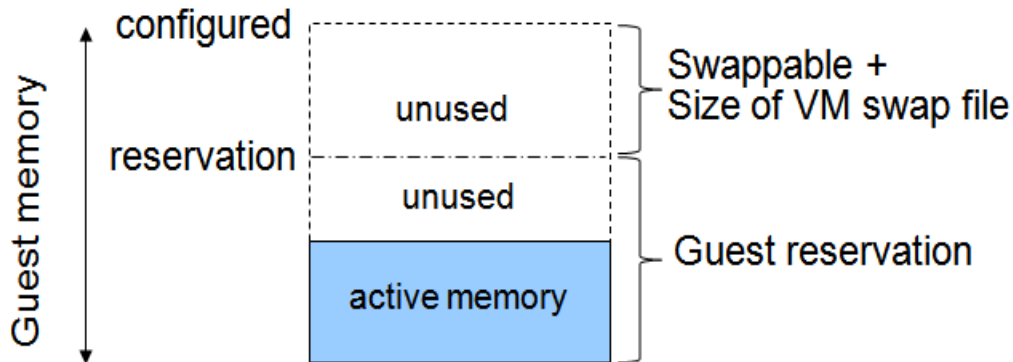 Guest memory
configured
reservation
unused
unused
active memory
Swappable +
Size of VM swap file
Guest reservation